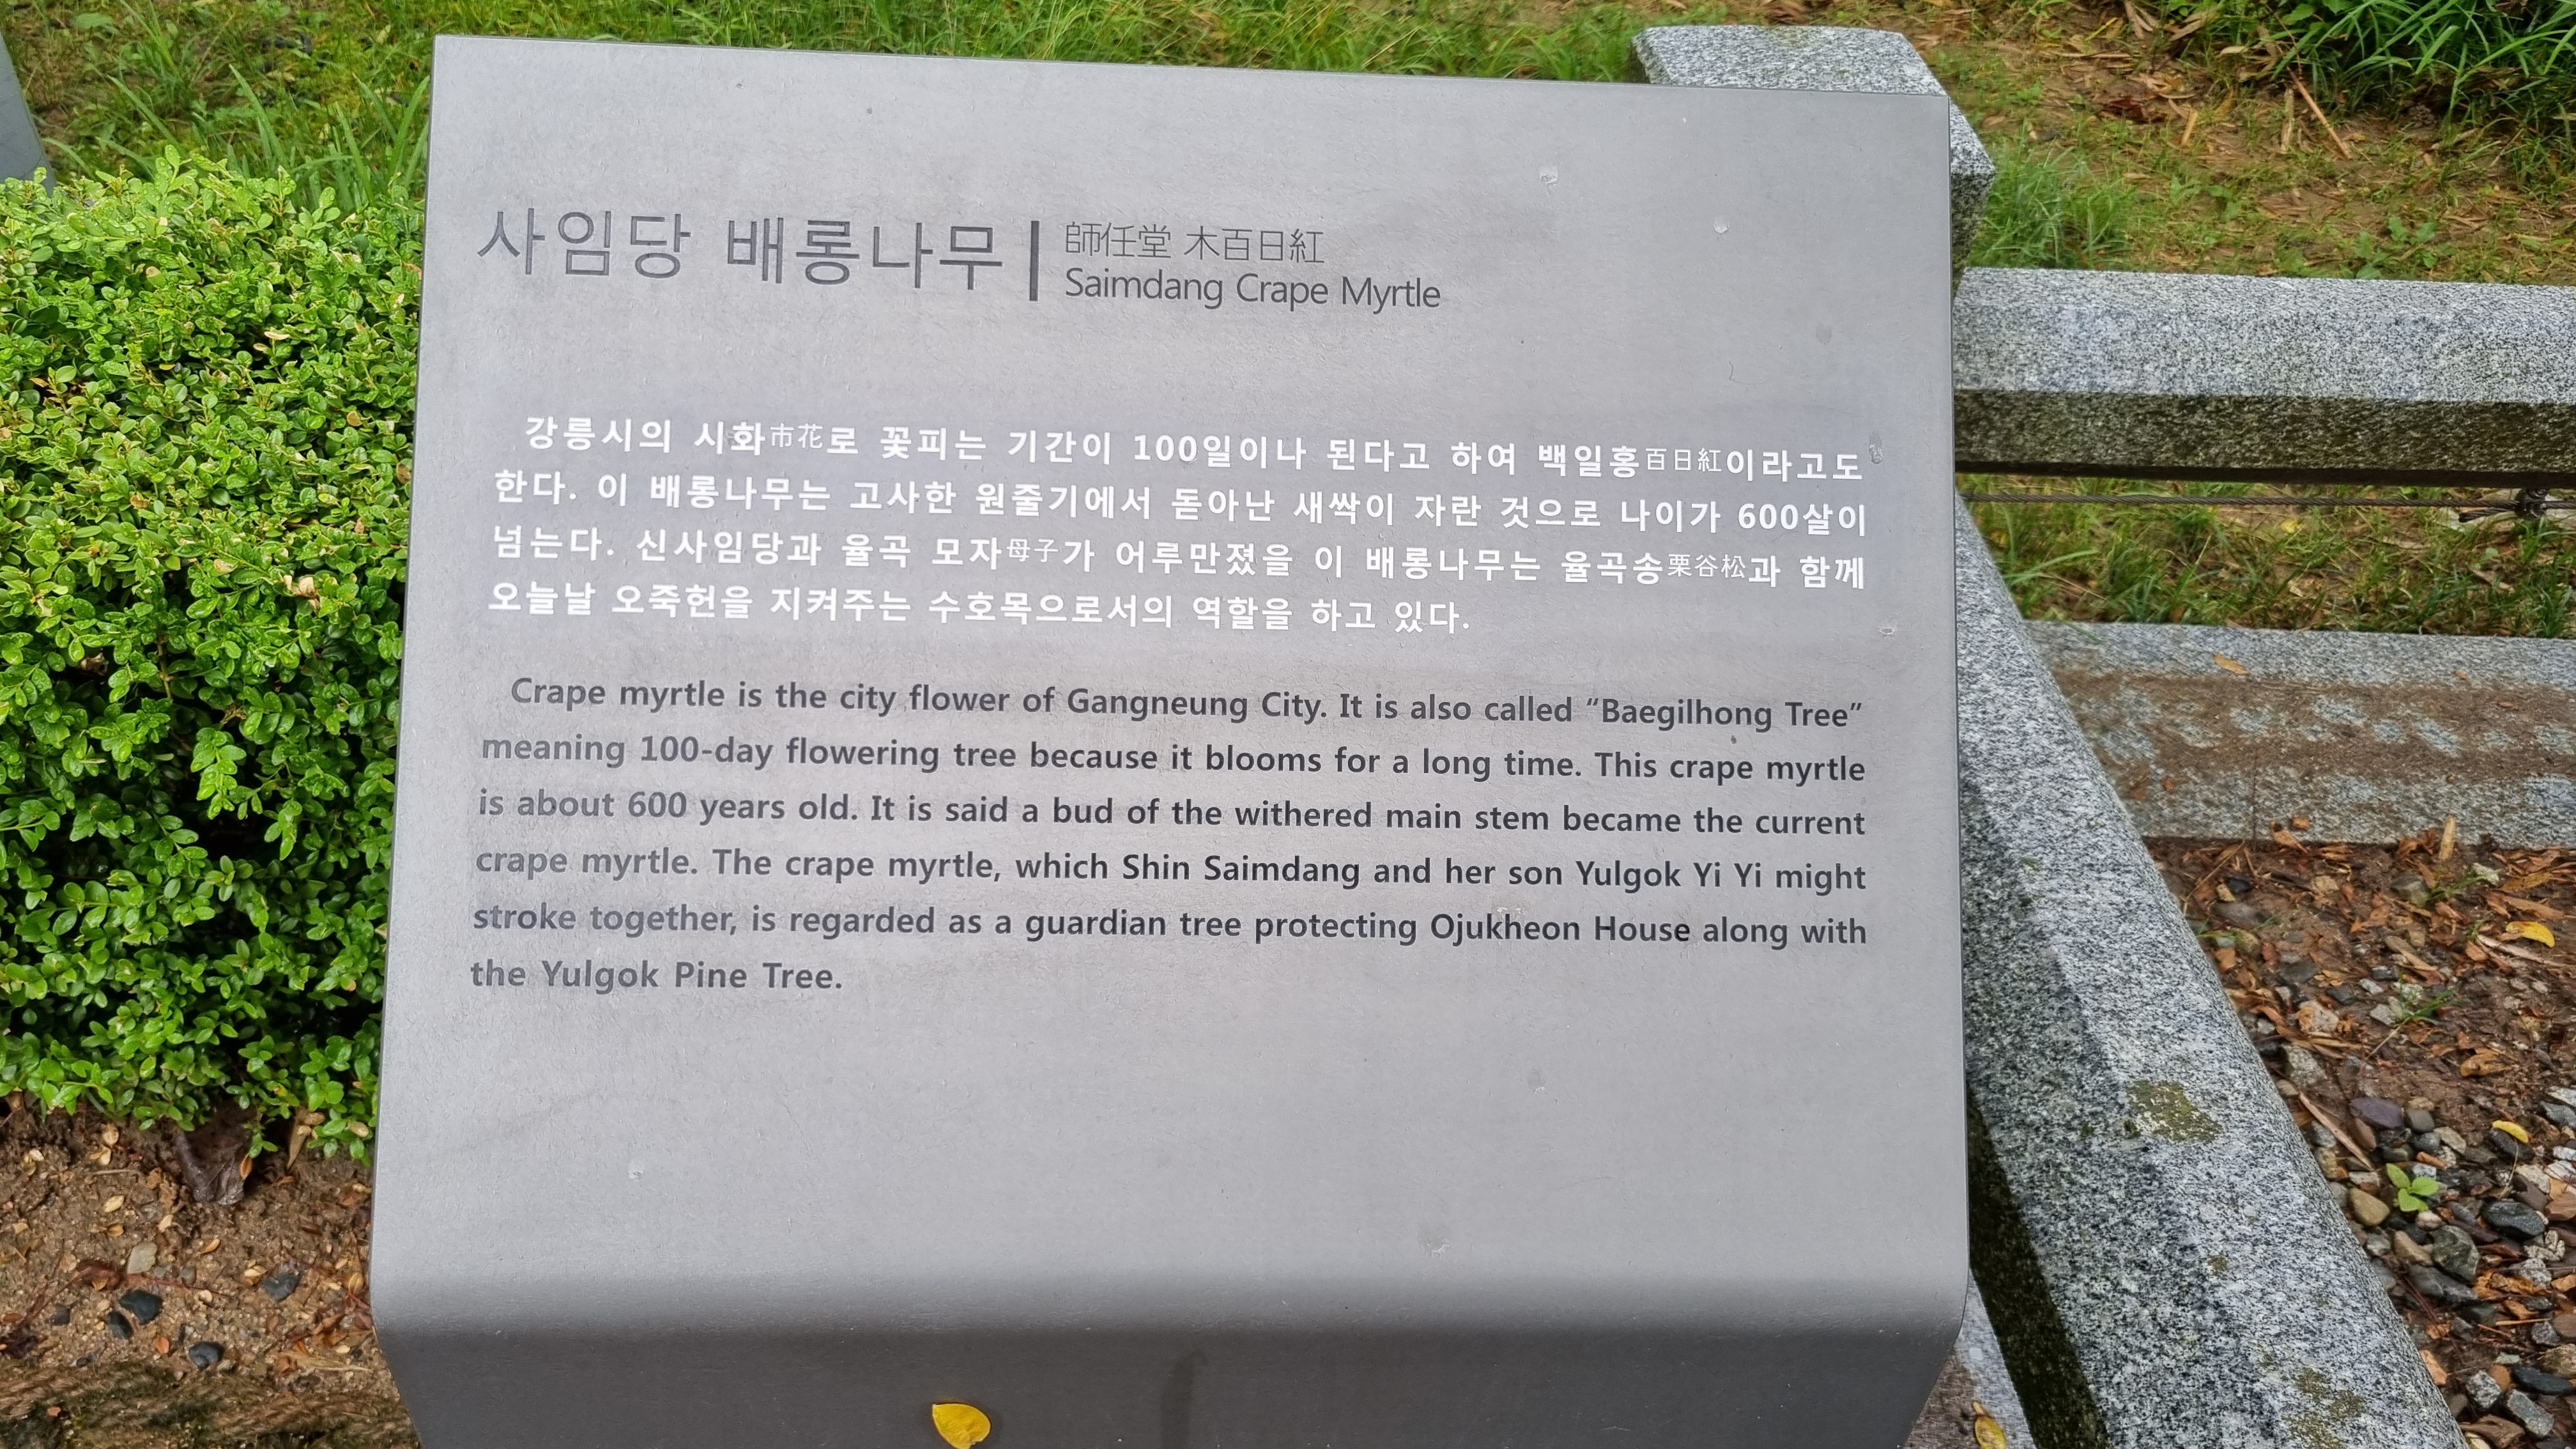 사임당 배롱나무
師任堂 木百日紅
Saimdang Crape Myrtle
강릉시의 시화市花로 꽃피는 기간이 100일이나 된다고 하여 백일홍百日紅이라고도
한다. 이 배롱나무는 고사한 원줄기에서 돋아난 새싹이 자란 것으로 나이가 600살이
넘는다. 신사임당과 율곡 모자母子가 어루만졌을 이 배롱나무는 율곡송栗谷松과 함께
오늘날 오죽헌을 지켜주는 수호목으로서의 역할을 하고 있다.
Crape myrtle is the city flower of Gangneung City. It is also called “Baegilhong Tree”
meaning 100-day flowering tree because it blooms for a long time. This crape myrtle
is about 600 years old. It is said a bud of the withered main stem became the current
crape myrtle. The crape myrtle, which Shin Saimdang and her son Yulgok Yi Yi might
stroke together, is regarded as a guardian tree protecting Ojukheon House along with
the Yulgok Pine Tree.